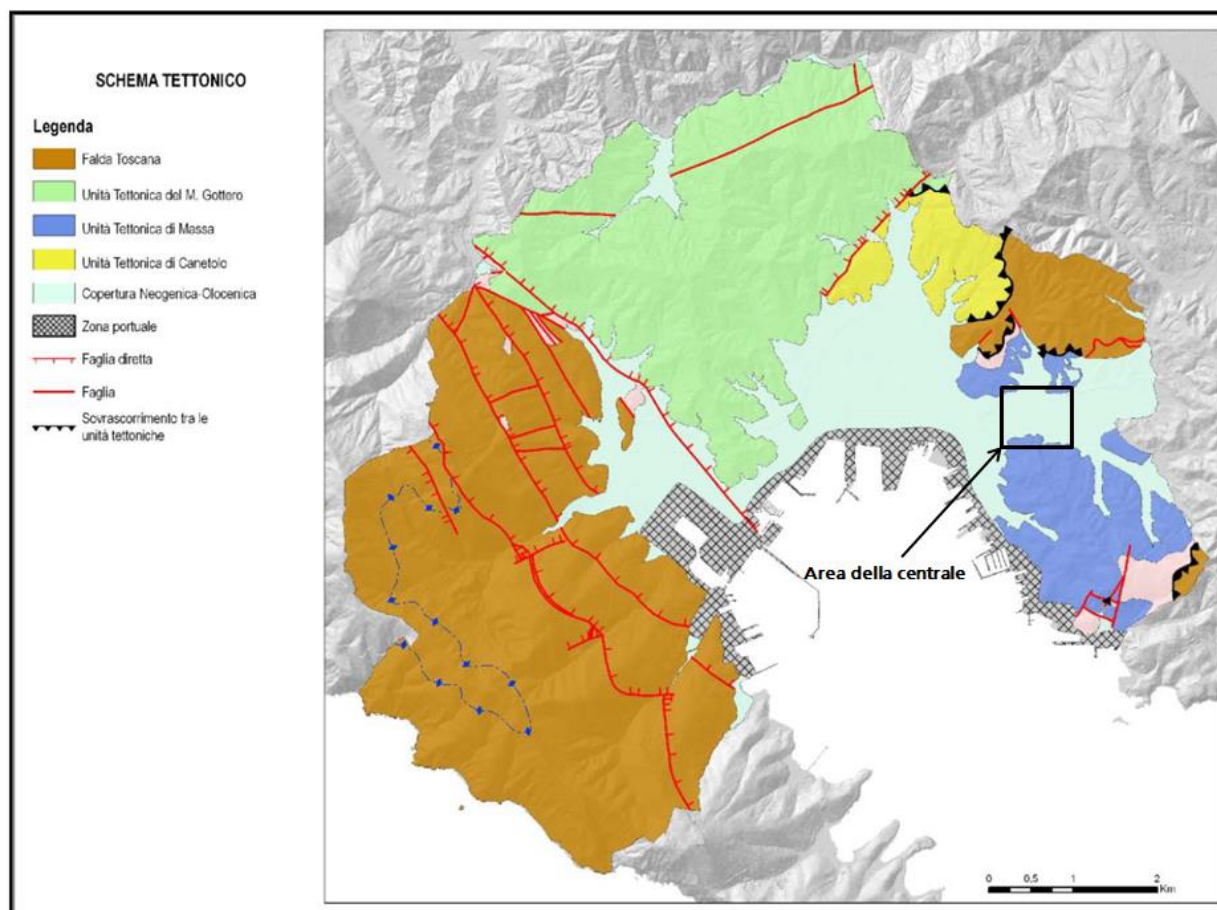 SCHEMA TETTONICO
Legenda
Falda Toscana
Unità Tettonica del M. Gottero
Unità Tettonica di Massa
Unità Tettonica di Canetolo
Copertura Neogenica-Olocenica
Zona portuale
Faglia diretta
Faglia
Sovrascorrimento tra le
unità tettoniche
Area della centrale
0 0,5 1 2
Km